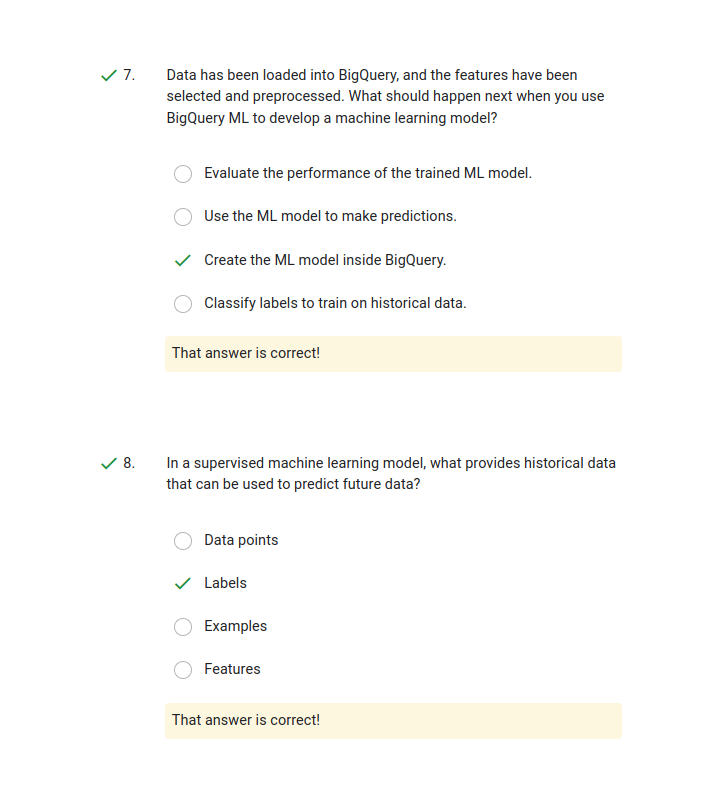 7. Data has been loaded into BigQuery, and the features have been
selected and preprocessed. What should happen next when you use
BigQuery ML to develop a machine learning model?
Evaluate the performance of the trained ML model.
Use the ML model to make predictions.
Create the ML model inside BigQuery.
Classify labels to train on historical data.
That answer is correct!
8. In a supervised machine learning model, what provides historical data
that can be used to predict future data?
Data points
Labels
Examples
Features
That answer is correct!